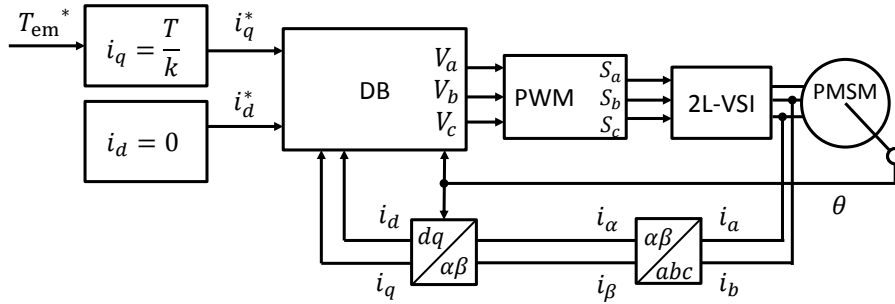 T_em* i_q = T/k i_q^*
i_d = 0 i_d^*
DB
V_a
V_b
V_c
PWM
S_a
S_b
S_c
2L-VSI
PMSM
θ
i_d
i_q
dq
αβ
i_α
i_β
αβ
abc
i_a
i_b